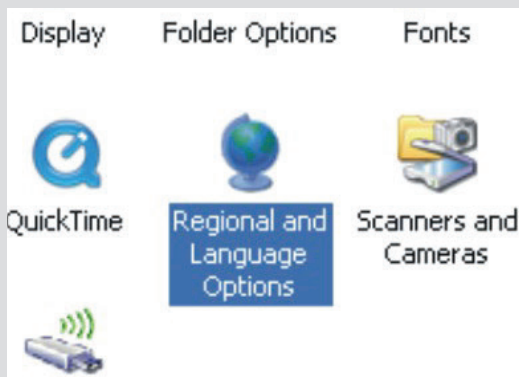 Display Folder Options Fonts
QuickTime Regional and Language Options Scanners and Cameras